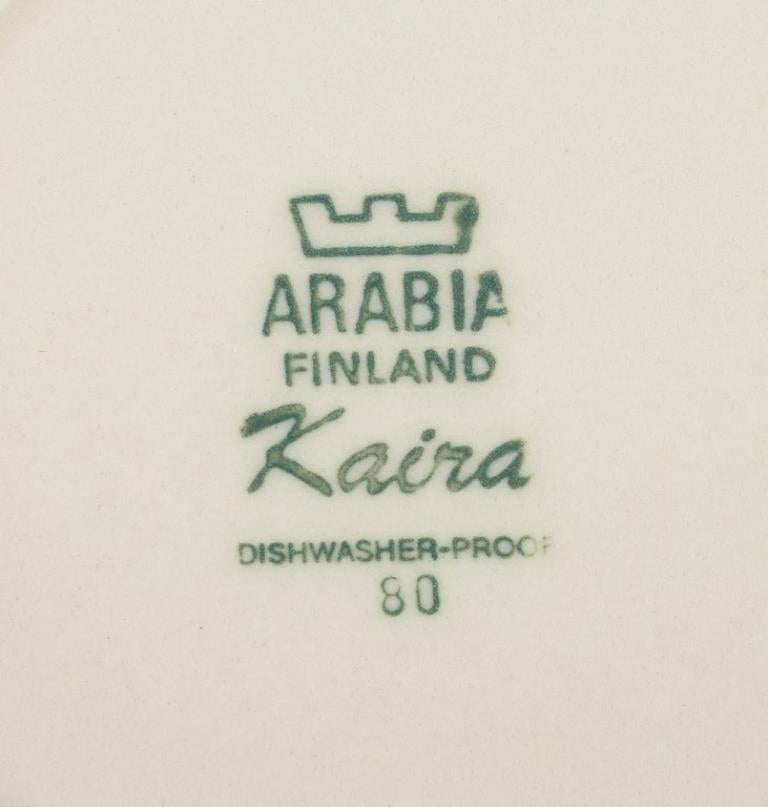 ARABIA
FINLAND
Kaira
DISHWASHER-PROOF
80